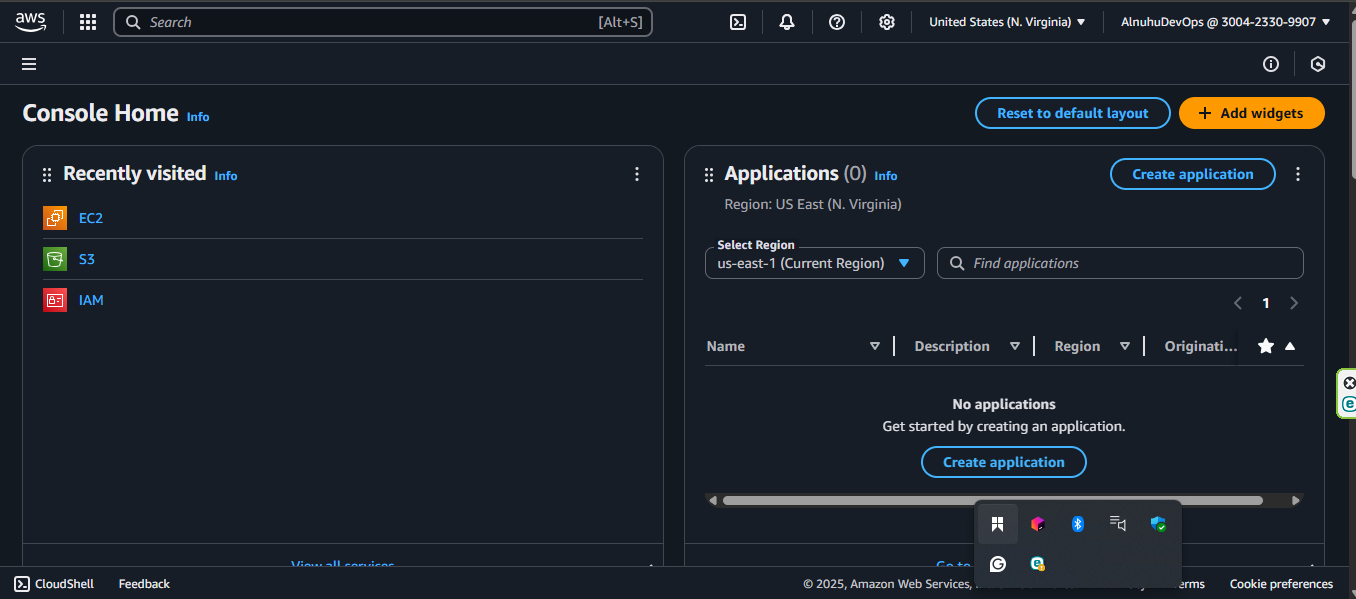 aws
Search [Alt+S]
United States (N. Virginia)
AlnuhuDevOps @ 3004-2330-9907
Console Home Info
Reset to default layout
+ Add widgets
Recently visited Info
EC2
S3
IAM
View all services
Applications (0) Info
Create application
Region: US East (N. Virginia)
Select Region
us-east-1 (Current Region)
Find applications
1
Name
Description
Region
Originati...
No applications
Get started by creating an application.
Create application
Go to
CloudShell
Feedback
© 2025, Amazon Web Services,
Cookie preferences